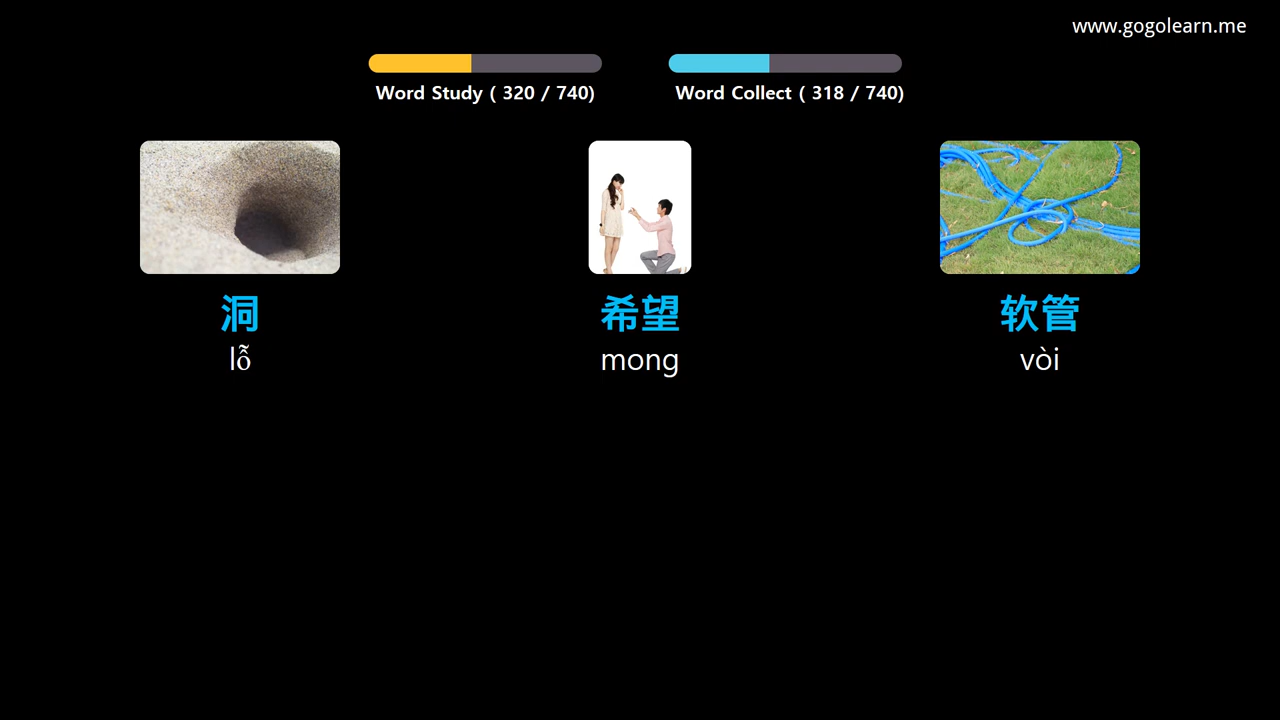 www.gogolearn.me
Word Study ( 320 / 740)
Word Collect ( 318 / 740)
洞
lỗ
希望
mong
软管
vòi